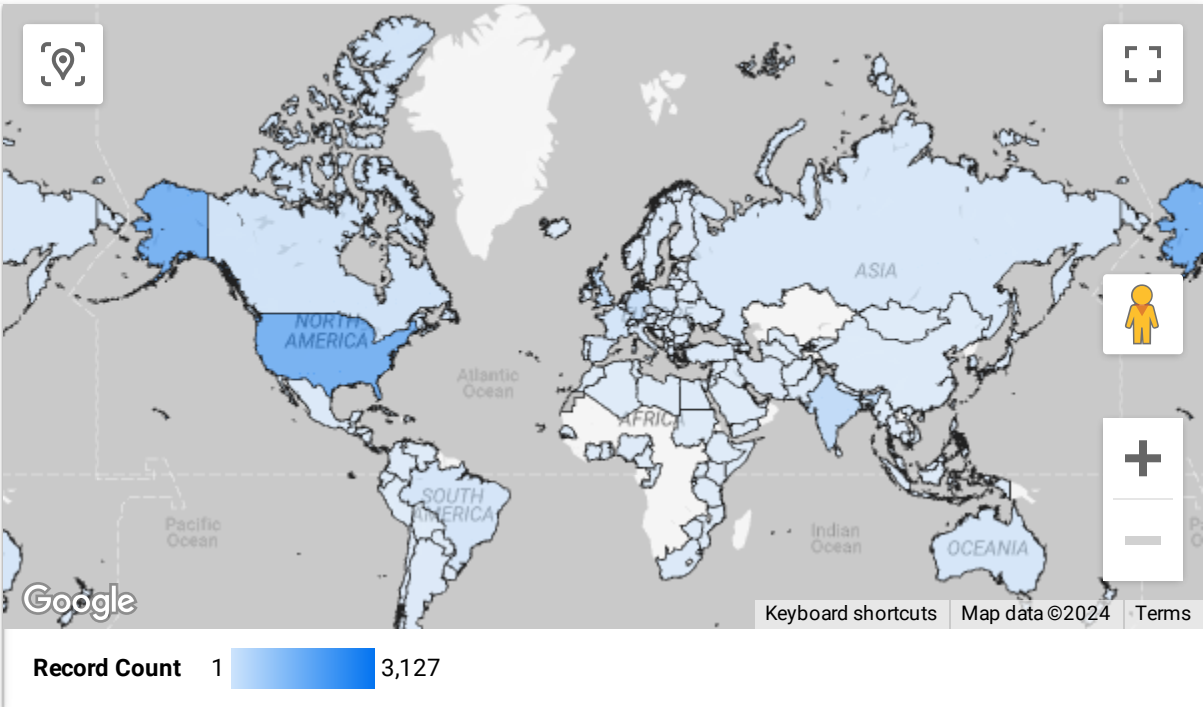 ASIA
NORTH
AMERICA
Atlantic
Ocean
AFRICA
SOUTH
AMERICA
Pacific
Ocean
Indian
Ocean
OCEANIA
Google
Keyboard shortcuts
Map data ©2024
Terms
Record Count 1 3,127